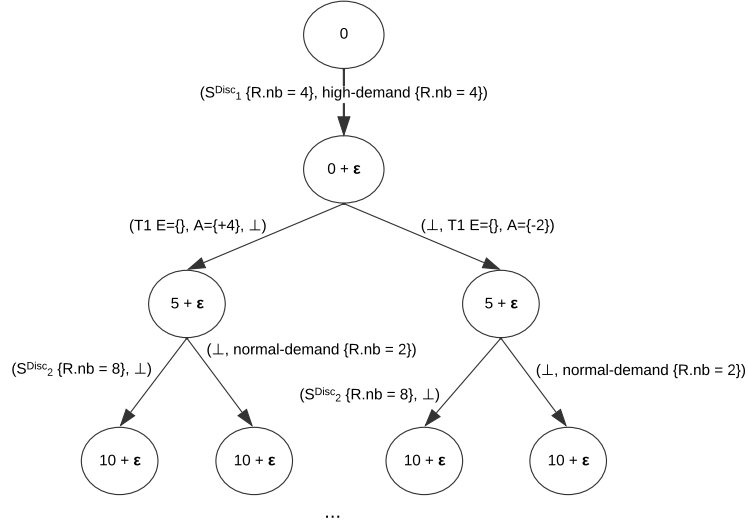 0
(S^Disc_1 {R.nb = 4}, high-demand {R.nb = 4})
0 + ε
(T1 E={}, A={+4}, ⊥)
(⊥, T1 E={}, A={-2})
5 + ε
5 + ε
(S^Disc_2 {R.nb = 8}, ⊥)
(⊥, normal-demand {R.nb = 2})
(S^Disc_2 {R.nb = 8}, ⊥)
(⊥, normal-demand {R.nb = 2})
10 + ε
10 + ε
10 + ε
10 + ε
...